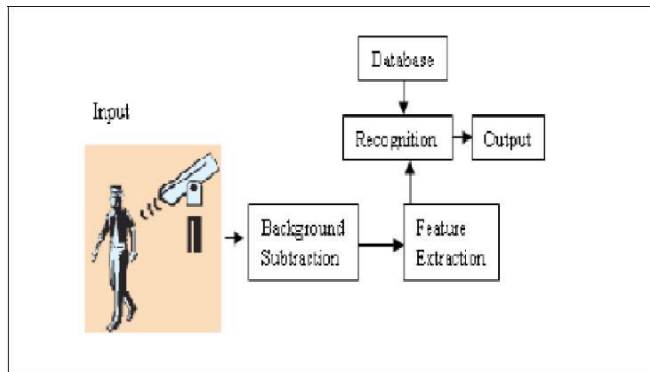 Database
Input
Recognition
Output
Background
Subtraction
Feature
Extraction